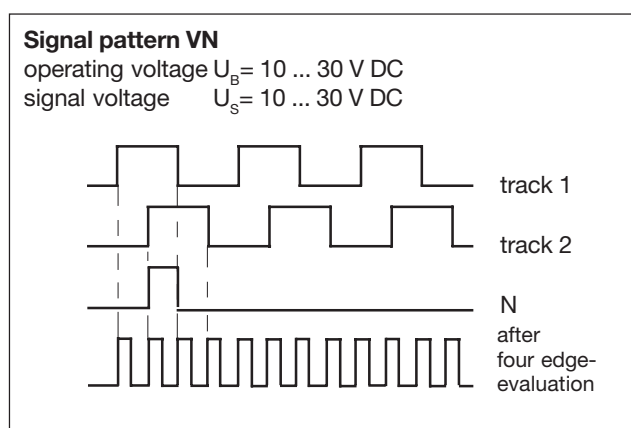 Signal pattern VN
operating voltage U_B= 10 ... 30 V DC
signal voltage U_S= 10 ... 30 V DC
track 1
track 2
N
after
four edge-
evaluation